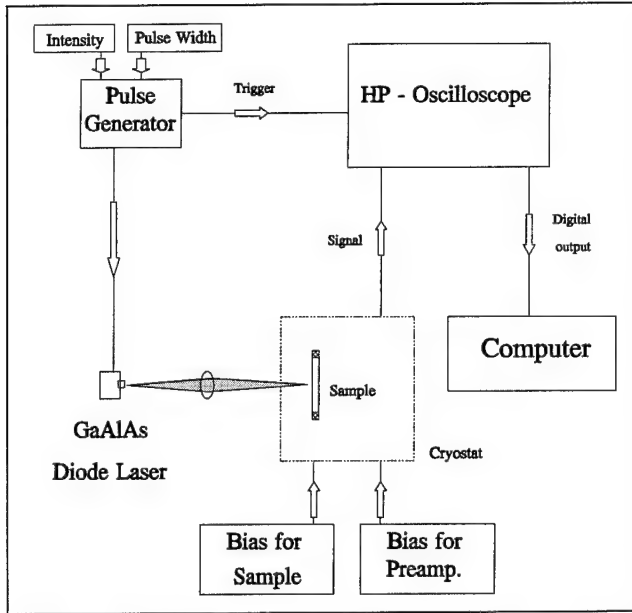 Intensity
Pulse Width
Pulse
Generator
Trigger
HP - Oscilloscope
Signal
Digital
output
Computer
Sample
GaAlAs
Diode Laser
Cryostat
Bias for
Sample
Bias for
Preamp.